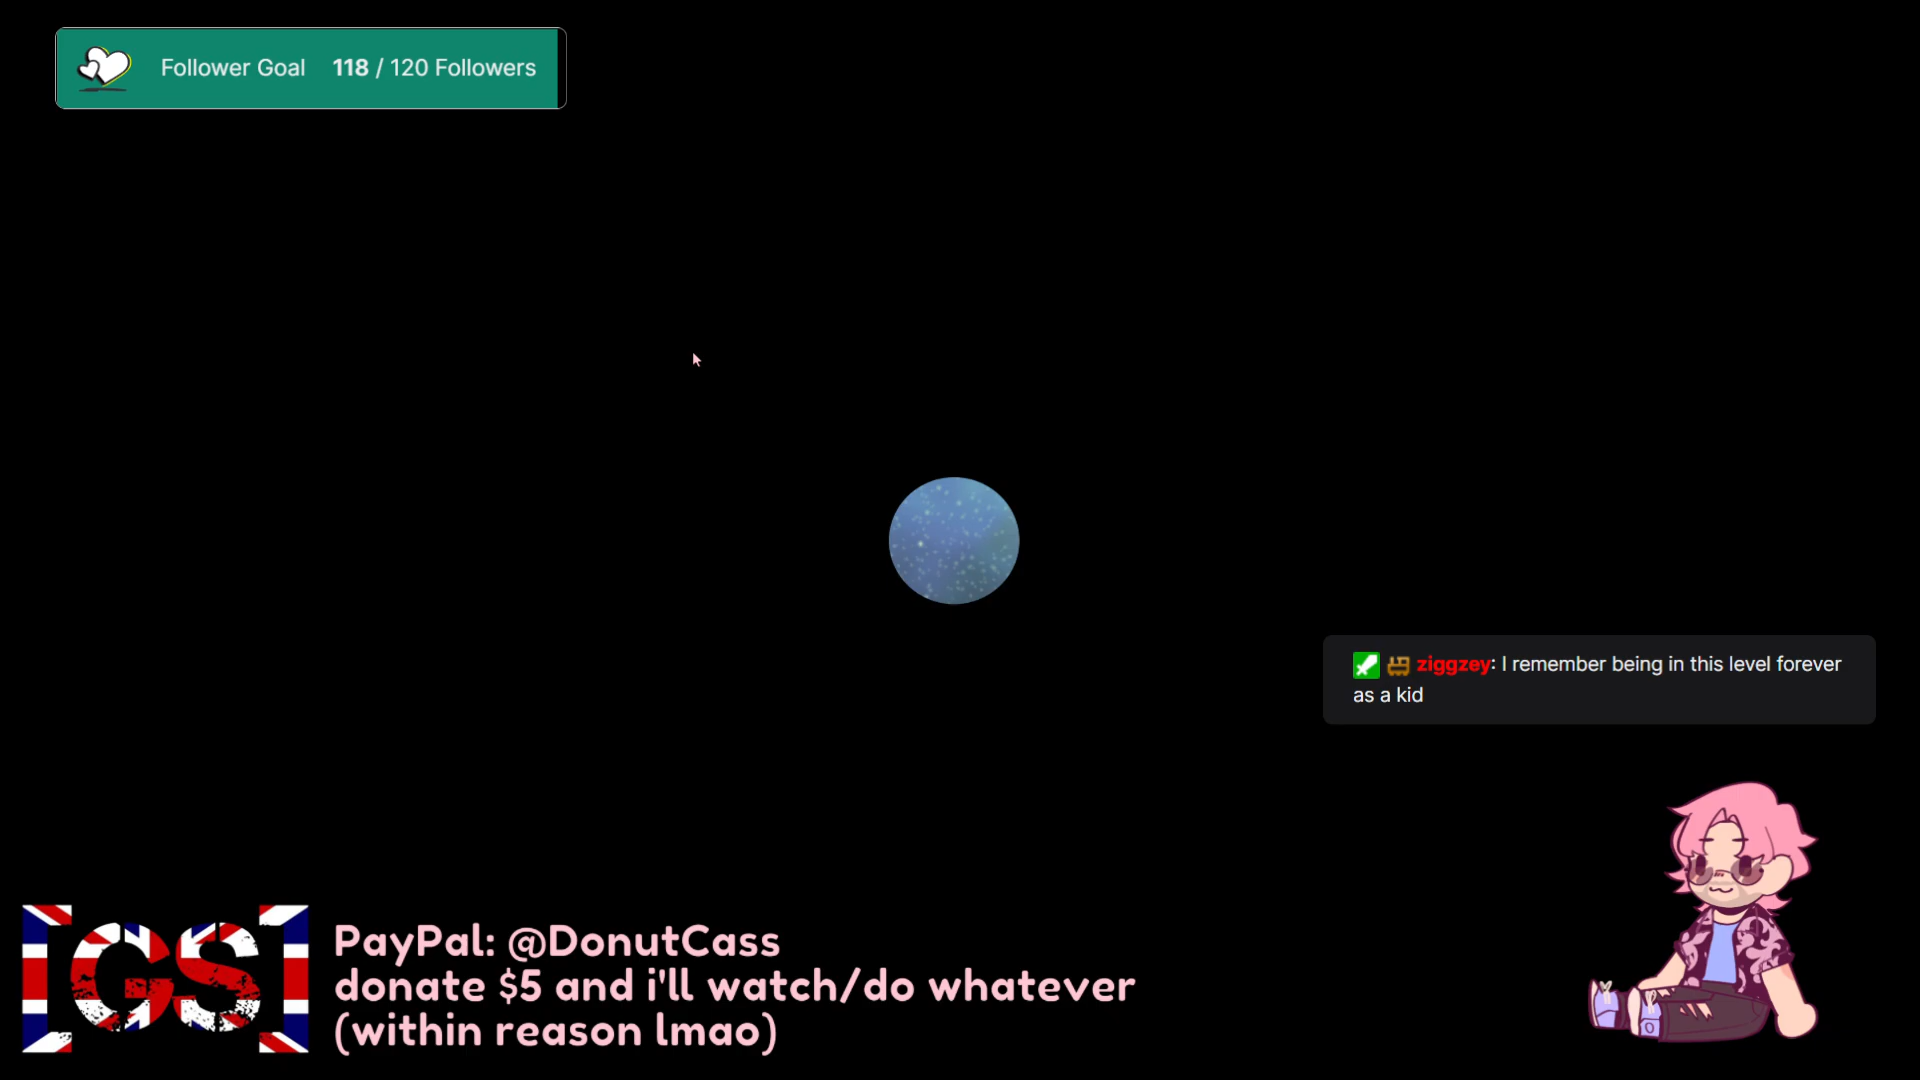 Follower Goal 118 / 120 Followers
ziggzey: I remember being in this level forever
as a kid
[GS]
PayPal: @DonutCass
donate $5 and i'll watch/do whatever
(within reason lmao)